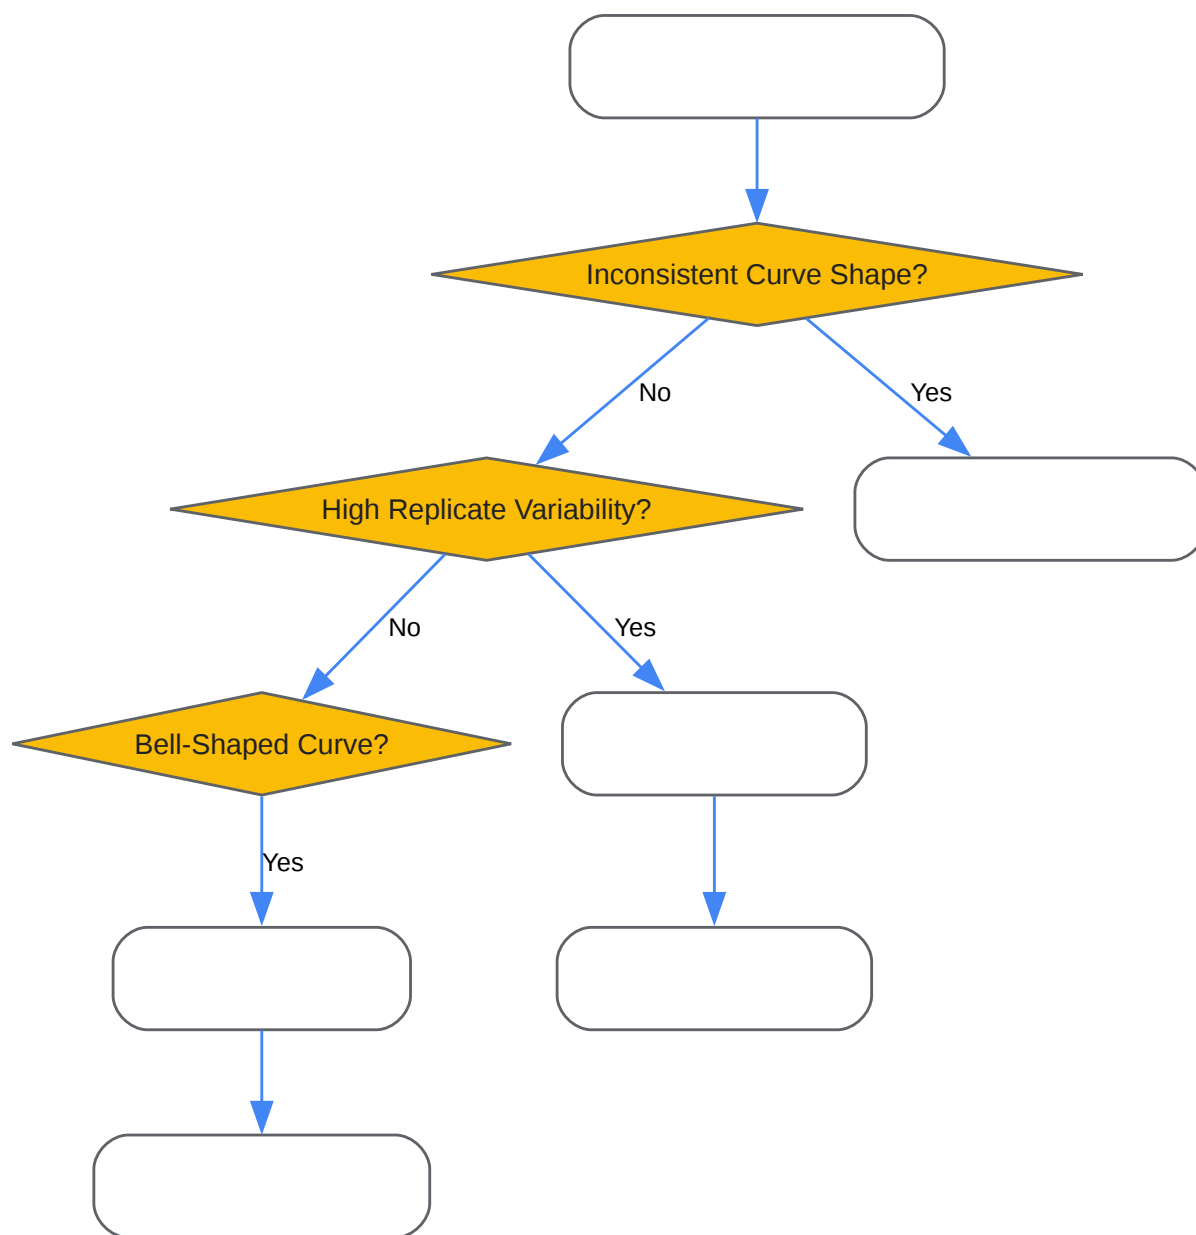 Inconsistent Curve Shape?
No
Yes
High Replicate Variability?
No
Yes
Bell-Shaped Curve?
Yes